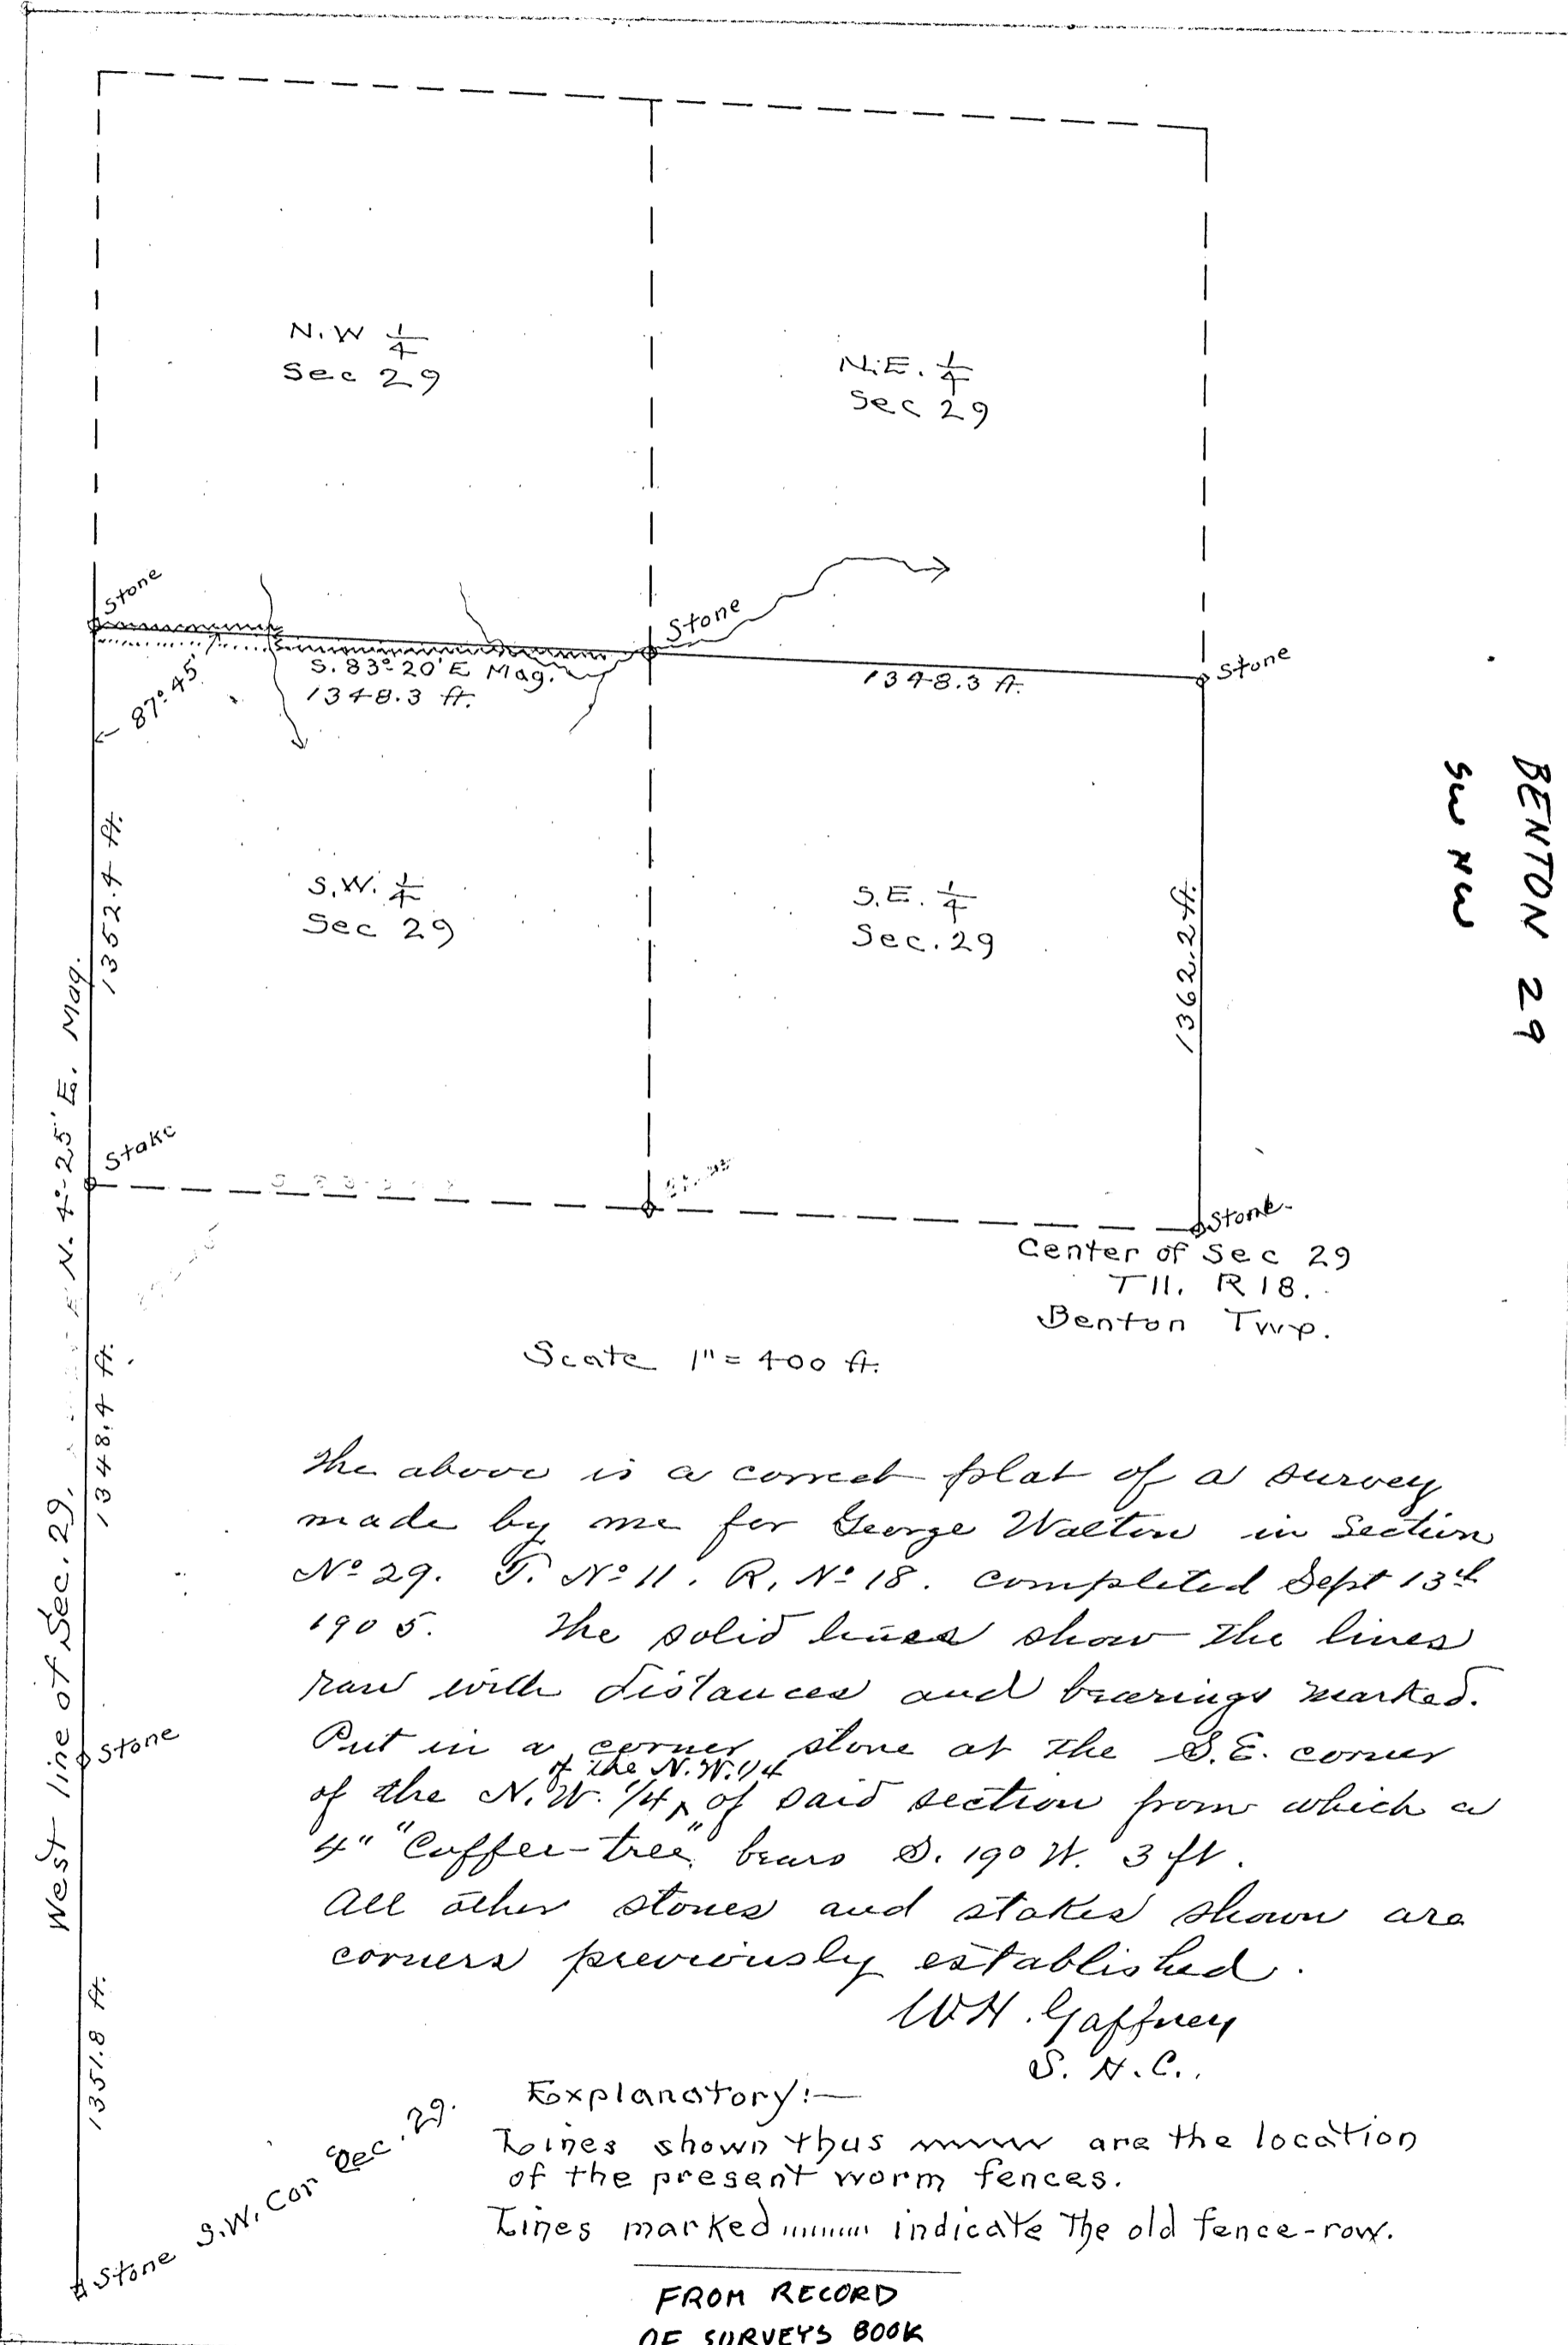 N.W 1/4
Sec 29
N.E. 1/4
Sec 29
Stone
Stone
Stone
S. 83° 20' E Mag.
1348.3 ft.
1348.3 ft.
87° 45'
1352.4 ft.
S.W. 1/4
Sec 29
S.E. 1/4
Sec. 29
1362.2 ft.
BENTON 29
SW NW
N. 4°-25' E. Mag.
Stake
Stone
Center of Sec 29
T11. R18.
Benton Twp.
Scale 1" = 400 ft.
1348.4 ft.
West line of Sec. 29.
Stone
1351.8 ft.
Stone S.W. Cor Sec. 29.
The above is a correct plat of a survey
made by me for George Walton in Section
No 29. T. No 11. R. No 18. completed Sept 13th
1905. The solid lines show the lines
ran with distances and bearings marked.
Put in a corner stone at the S.E. corner
of the N.W. 1/4
of the N.W. 1/4 ^ of said section from which a
4" "Coffee-tree" bears S. 190 W. 3 ft.
All other stones and stakes shown are
corners previously established.
W.H. Gaffney
Explanatory:—
Lines shown thus are the location
of the present worm fences.
Lines marked indicate The old fence-row.
FROM RECORD
OF SURVEYS BOOK